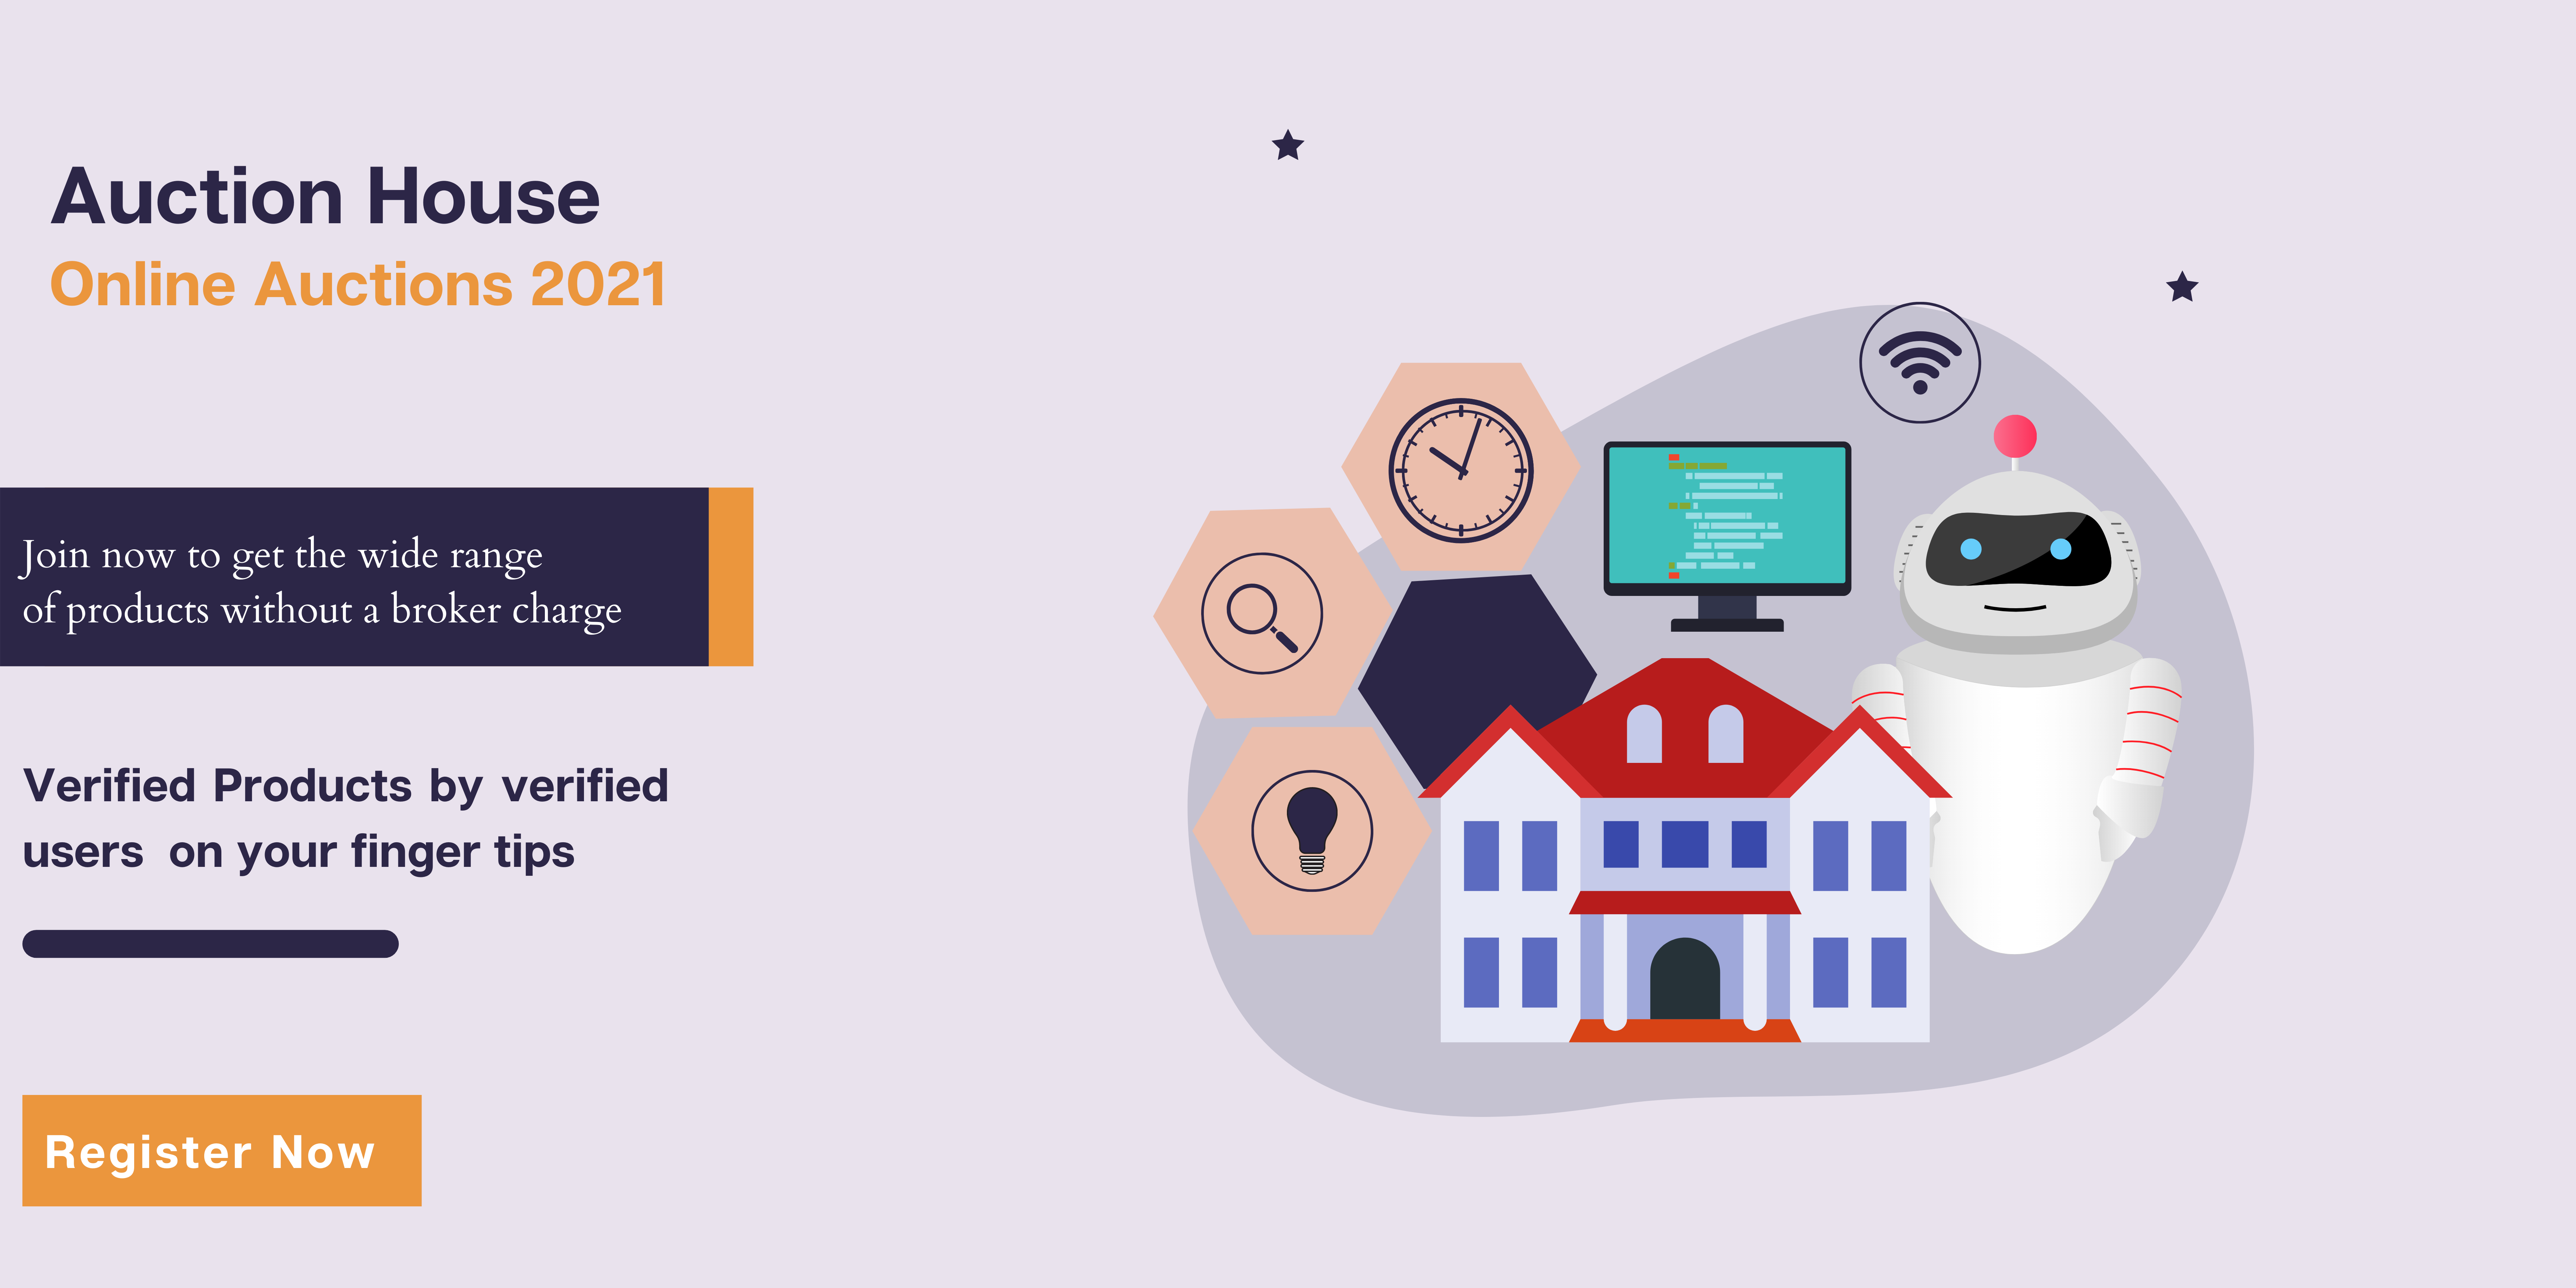 Auction House
Online Auctions 2021
Join now to get the wide range
of products without a broker charge
Verified Products by verified
users on your finger tips
Register Now